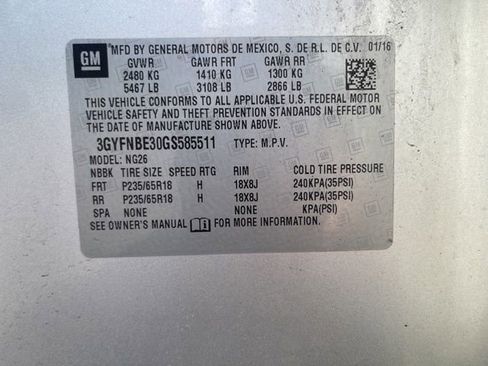 GM
MFD BY GENERAL MOTORS DE MEXICO, S. DE R.L. DE C.V. 01/16
GVWR GAWR FRT GAWR RR
2480 KG 1410 KG 1300 KG
5467 LB 3108 LB 2866 LB
THIS VEHICLE CONFORMS TO ALL APPLICABLE U.S. FEDERAL MOTOR
VEHICLE SAFETY AND THEFT PREVENTION STANDARDS IN EFFECT ON
THE DATE OF MANUFACTURE SHOWN ABOVE.
3GYFNBE30GS585511 TYPE: M.P.V.
MODEL: NG26
NBBK TIRE SIZE SPEED RTG RIM COLD TIRE PRESSURE
FRT P235/65R18 H 18X8J 240KPA(35PSI)
RR P235/65R18 H 18X8J 240KPA(35PSI)
SPA NONE NONE KPA(PSI)
SEE OWNER'S MANUAL FOR MORE INFORMATION.